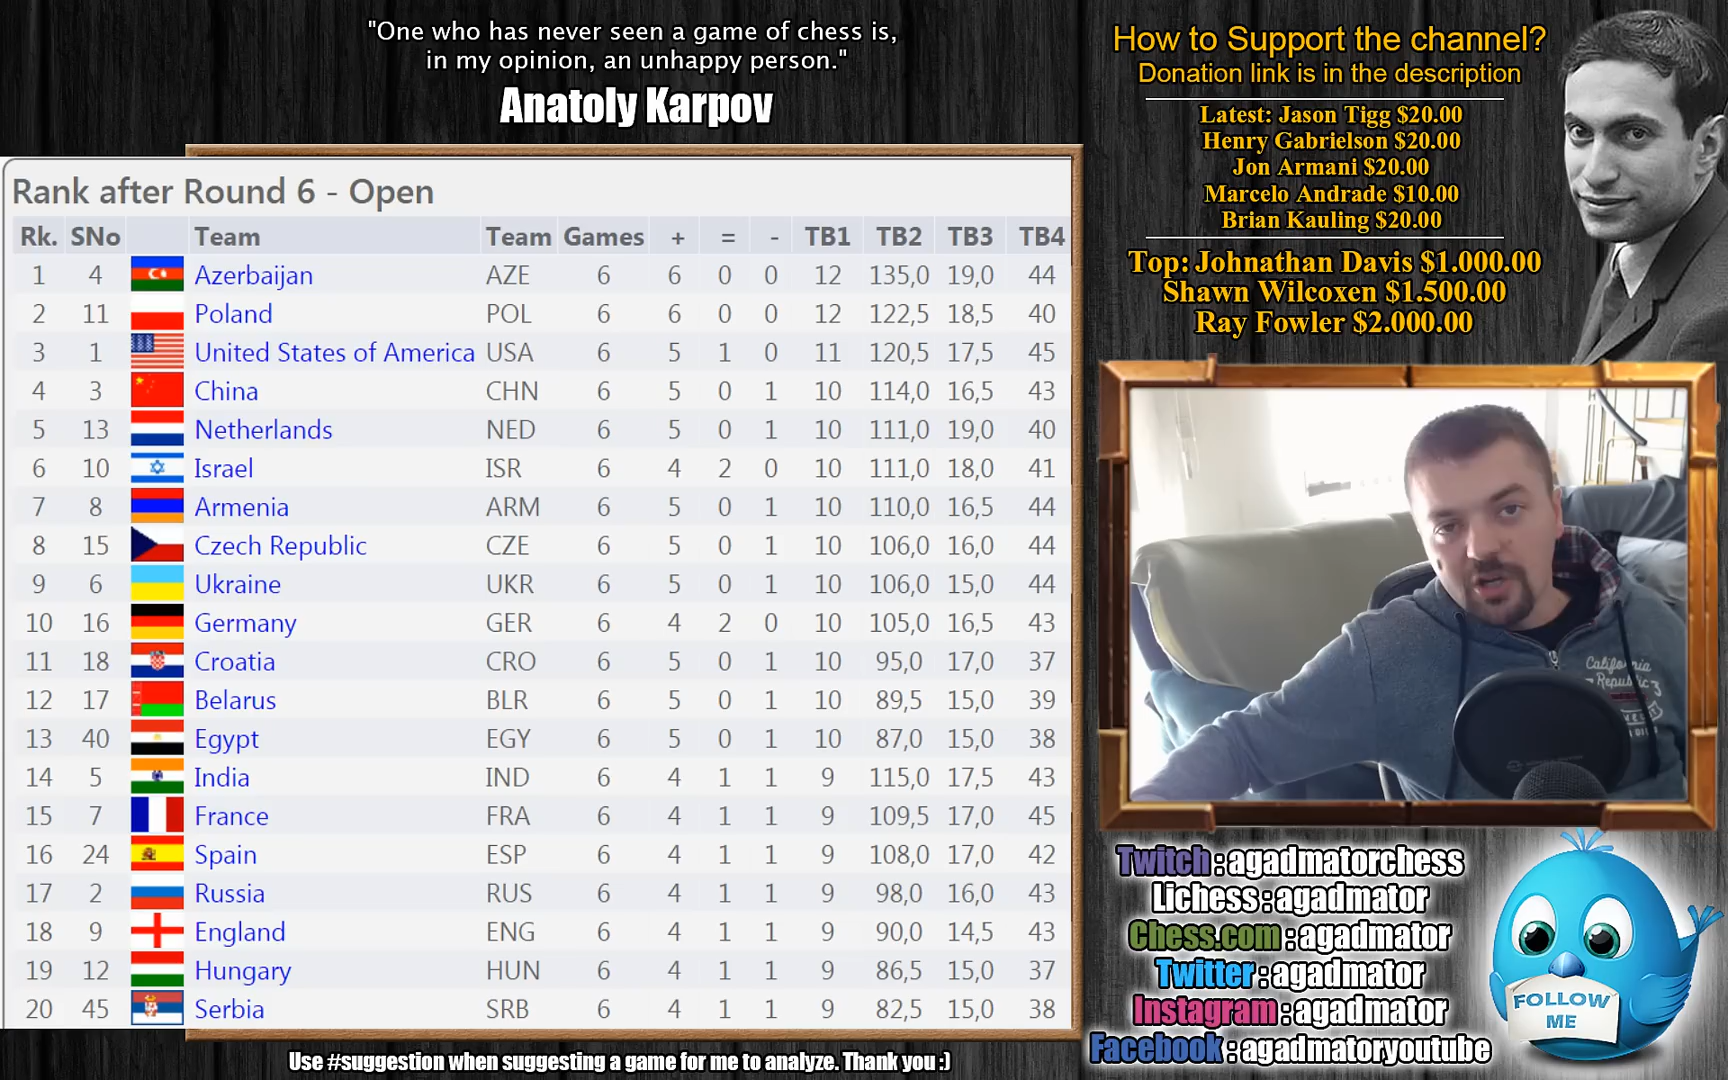 "One who has never seen a game of chess is,
in my opinion, an unhappy person."
Anatoly Karpov
Rank after Round 6 - Open
Rk. SNo Team Team Games + = - TB1 TB2 TB3 TB4
1 4 Azerbaijan AZE 6 6 0 0 12 135,0 19,0 44
2 11 Poland POL 6 6 0 0 12 122,5 18,5 40
3 1 United States of America USA 6 5 1 0 11 120,5 17,5 45
4 3 China CHN 6 5 0 1 10 114,0 16,5 43
5 13 Netherlands NED 6 5 0 1 10 111,0 19,0 40
6 10 Israel ISR 6 4 2 0 10 111,0 18,0 41
7 8 Armenia ARM 6 5 0 1 10 110,0 16,5 44
8 15 Czech Republic CZE 6 5 0 1 10 106,0 16,0 44
9 6 Ukraine UKR 6 5 0 1 10 106,0 15,0 44
10 16 Germany GER 6 4 2 0 10 105,0 16,5 43
11 18 Croatia CRO 6 5 0 1 10 95,0 17,0 37
12 17 Belarus BLR 6 5 0 1 10 89,5 15,0 39
13 40 Egypt EGY 6 5 0 1 10 87,0 15,0 38
14 5 India IND 6 4 1 1 9 115,0 17,5 43
15 7 France FRA 6 4 1 1 9 109,5 17,0 45
16 24 Spain ESP 6 4 1 1 9 108,0 17,0 42
17 2 Russia RUS 6 4 1 1 9 98,0 16,0 43
18 9 England ENG 6 4 1 1 9 90,0 14,5 43
19 12 Hungary HUN 6 4 1 1 9 86,5 15,0 37
20 45 Serbia SRB 6 4 1 1 9 82,5 15,0 38
Use #suggestion when suggesting a game for me to analyze. Thank you :)
How to Support the channel?
Donation link is in the description
Latest: Jason Tigg $20.00
Henry Gabrielson $20.00
Jon Armani $20.00
Marcelo Andrade $10.00
Brian Kauling $20.00
Top: Johnathan Davis $1.000.00
Shawn Wilcoxen $1.500.00
Ray Fowler $2.000.00
California
Republic
Twitch : agadmatorchess
Lichess : agadmator
Chess.com : agadmator
Twitter : agadmator
Instagram : agadmator
Facebook : agadmatoryoutube
FOLLOW
ME